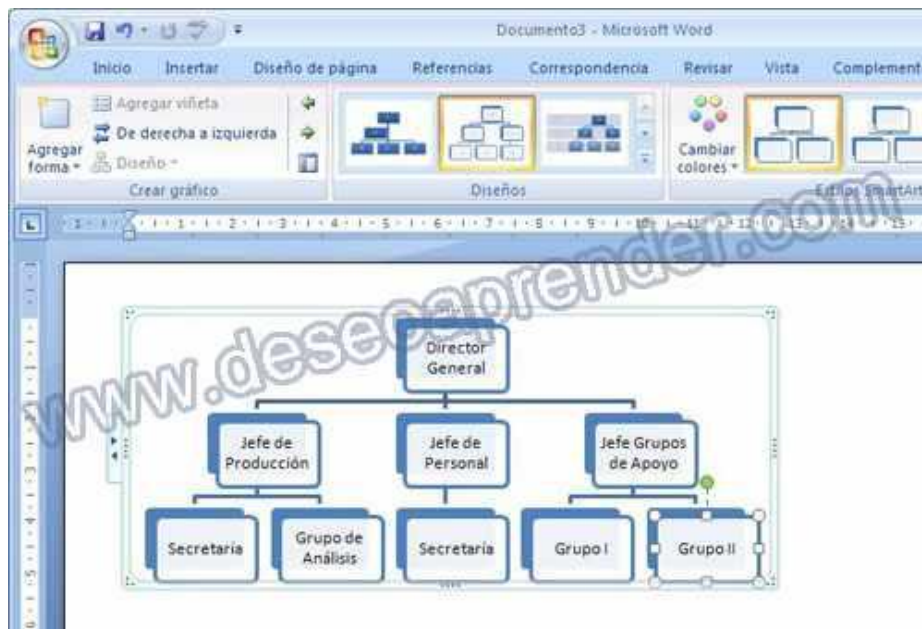 Documento3 - Microsoft Word
Inicio Insertar Diseño de página Referencias Correspondencia Revisar Vista Complement
Agregar forma
Agregar viñeta
De derecha a izquierda
Diseño
Cambiar colores
Crear gráfico Diseños Estilos SmartArt
www.deseoaprender.com
Director
General
Jefe de
Producción
Jefe de
Personal
Jefe Grupos
de Apoyo
Secretaría
Grupo de
Análisis
Secretaría
Grupo I
Grupo II